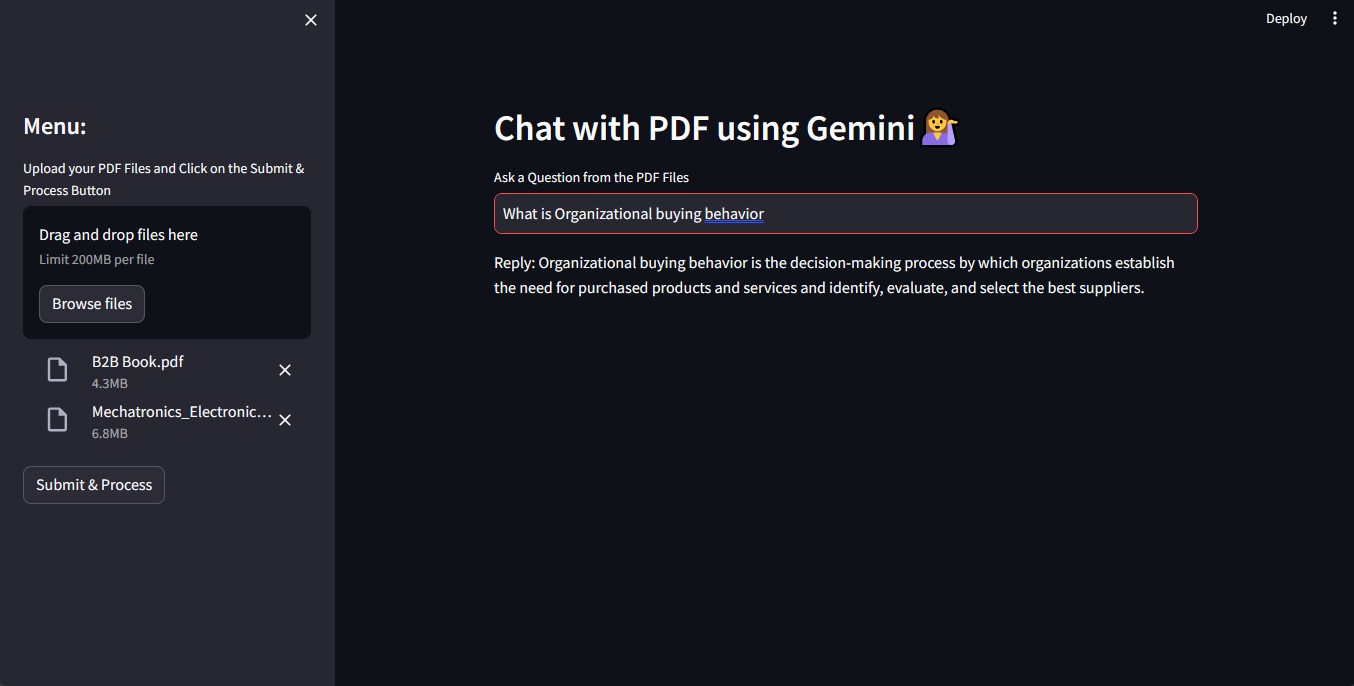 Deploy
Menu:
Upload your PDF Files and Click on the Submit &
Process Button
Drag and drop files here
Limit 200MB per file
Browse files
B2B Book.pdf
4.3MB
Mechatronics_Electronic...
6.8MB
Submit & Process
Chat with PDF using Gemini
Ask a Question from the PDF Files
What is Organizational buying behavior
Reply: Organizational buying behavior is the decision-making process by which organizations establish
the need for purchased products and services and identify, evaluate, and select the best suppliers.